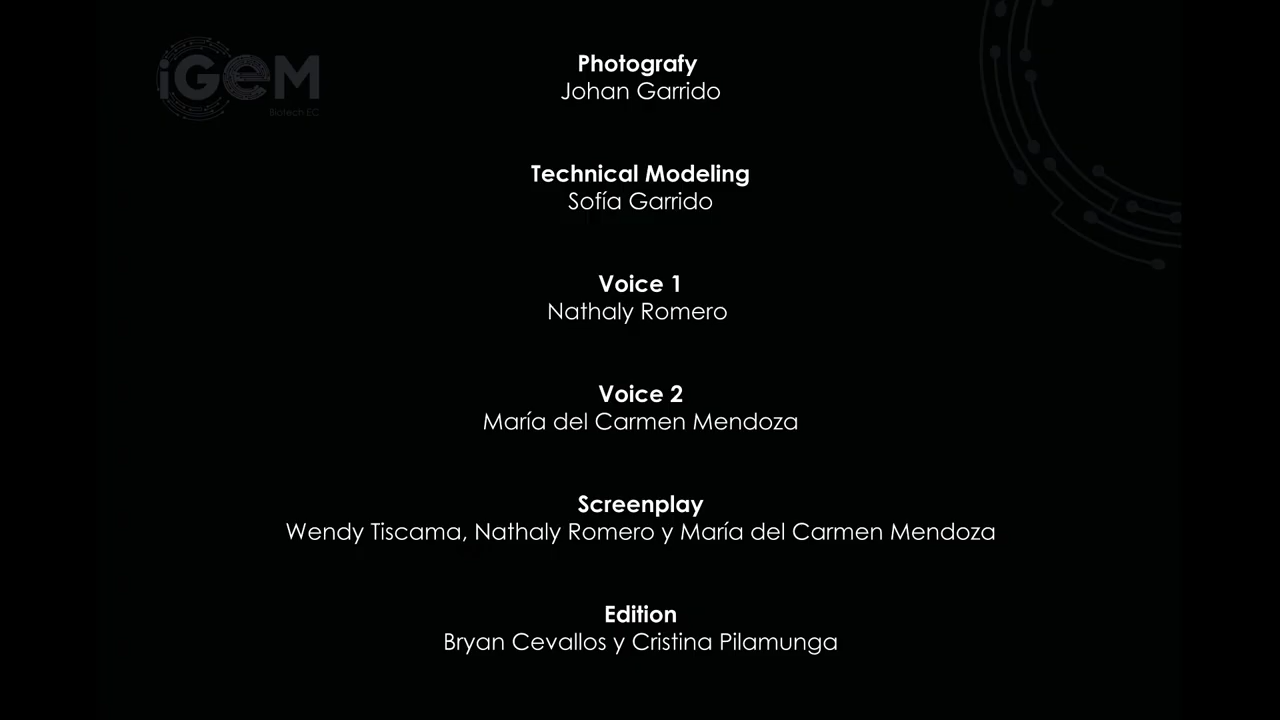 iGEM
Biotech EC
Photografy
Johan Garrido
Technical Modeling
Sofía Garrido
Voice 1
Nathaly Romero
Voice 2
María del Carmen Mendoza
Screenplay
Wendy Tiscama, Nathaly Romero y María del Carmen Mendoza
Edition
Bryan Cevallos y Cristina Pilamunga